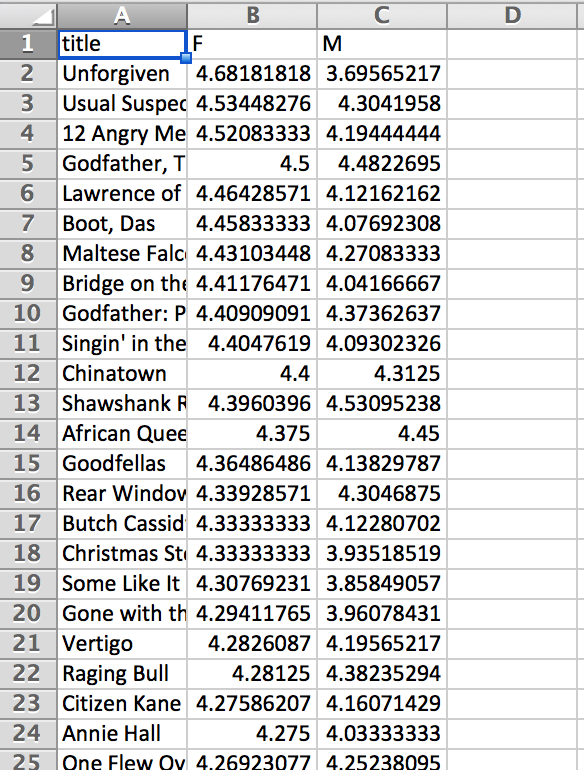 A B C D
1 title F M
2 Unforgiven 4.68181818 3.69565217
3 Usual Suspec 4.53448276 4.3041958
4 12 Angry Me 4.52083333 4.19444444
5 Godfather, T 4.5 4.4822695
6 Lawrence of 4.46428571 4.12162162
7 Boot, Das 4.45833333 4.07692308
8 Maltese Falc 4.43103448 4.27083333
9 Bridge on the 4.41176471 4.04166667
10 Godfather: P 4.40909091 4.37362637
11 Singin' in the 4.4047619 4.09302326
12 Chinatown 4.4 4.3125
13 Shawshank R 4.3960396 4.53095238
14 African Quee 4.375 4.45
15 Goodfellas 4.36486486 4.13829787
16 Rear Window 4.33928571 4.3046875
17 Butch Cassid 4.33333333 4.12280702
18 Christmas Sto 4.33333333 3.93518519
19 Some Like It 4.30769231 3.85849057
20 Gone with th 4.29411765 3.96078431
21 Vertigo 4.2826087 4.19565217
22 Raging Bull 4.28125 4.38235294
23 Citizen Kane 4.27586207 4.16071429
24 Annie Hall 4.275 4.03333333
25 One Flew Ov 4.26923077 4.25238095